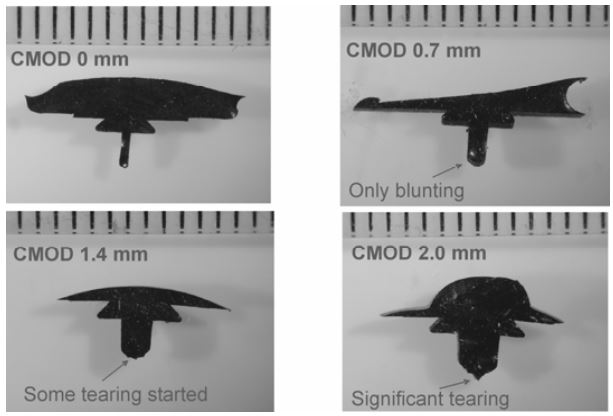 CMOD 0 mm
CMOD 0.7 mm
Only blunting
CMOD 1.4 mm
Some tearing started
CMOD 2.0 mm
Significant tearing